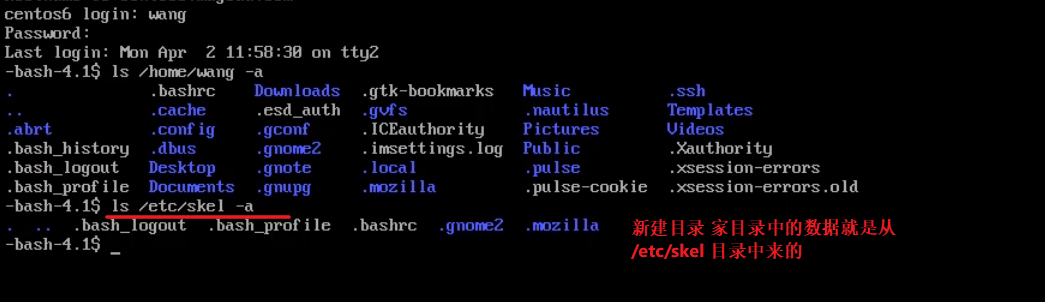 centos6 login: wang
Password:
Last login: Mon Apr  2 11:58:30 on tty2
-bash-4.1$ ls /home/wang -a
.              .bashrc    Downloads  .gtk-bookmarks   Music           .ssh
..             .cache     .esd_auth  .gvfs            .nautilus       Templates
.abrt          .config    .gconf     .ICEauthority    Pictures        Videos
.bash_history  .dbus      .gnome2    .imsettings.log  Public          .Xauthority
.bash_logout   Desktop    .gnote     .local           .pulse          .xsession-errors
.bash_profile  Documents  .gnupg     .mozilla         .pulse-cookie   .xsession-errors.old
-bash-4.1$ ls /etc/skel -a
.  ..  .bash_logout  .bash_profile  .bashrc  .gnome2  .mozilla
-bash-4.1$ _
新建目录 家目录中的数据就是从
/etc/skel 目录中来的